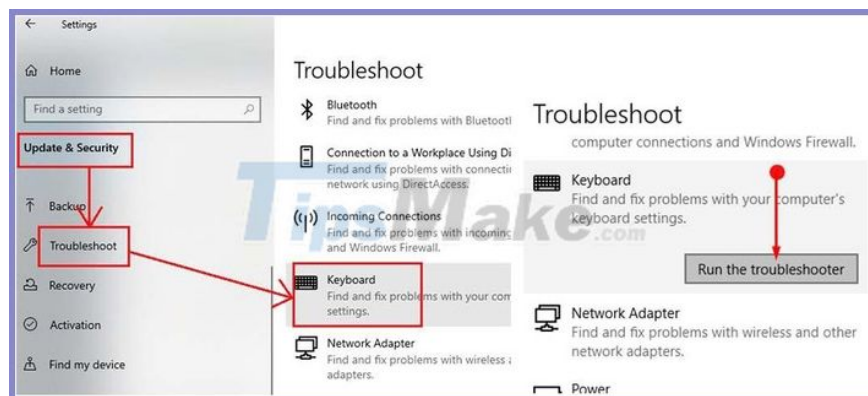 Settings
Home
Find a setting
Update & Security
Backup
Troubleshoot
Recovery
Activation
Find my device
Troubleshoot
Bluetooth
Find and fix problems with Bluetooth
Connection to a Workplace Using Di
Find and fix problems with connectin
network using DirectAccess.
Incoming Connections
Find and fix problems with incoming
and Windows Firewall.
Keyboard
Find and fix problems with your com
settings.
Network Adapter
Find and fix problems with wireless
adapters.
Troubleshoot
computer connections and Windows Firewall.
Keyboard
Find and fix problems with your computer's
keyboard settings.
Run the troubleshooter
Network Adapter
Find and fix problems with wireless and other
network adapters.
Power
TipsMake.com